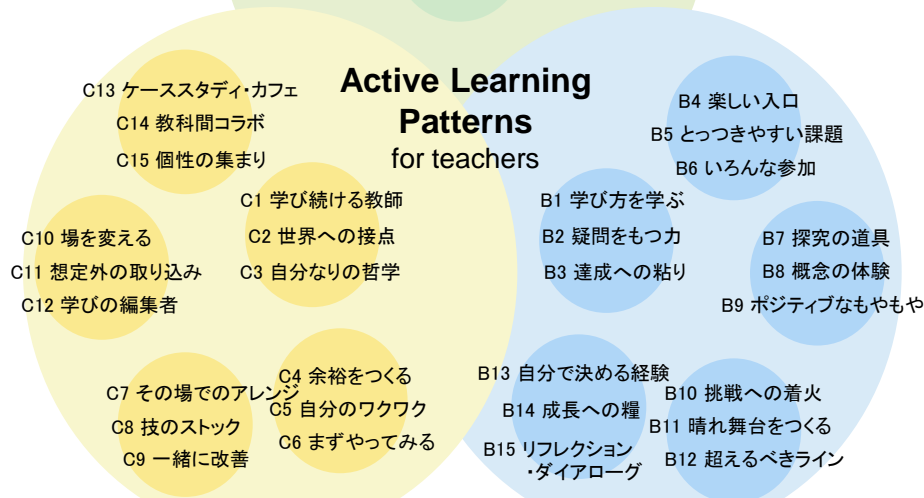 Active Learning
Patterns
for teachers
C13 ケーススタディ・カフェ
C14 教科間コラボ
C15 個性の集まり
C1 学び続ける教師
C2 世界への接点
C3 自分なりの哲学
C10 場を変える
C11 想定外の取り込み
C12 学びの編集者
C4 余裕をつくる
C5 自分のワクワク
C6 まずやってみる
C7 その場でのアレンジ
C8 技のストック
C9 一緒に改善
B4 楽しい入口
B5 とっつきやすい課題
B6 いろんな参加
B1 学び方を学ぶ
B2 疑問をもつ力
B3 達成への粘り
B7 探究の道具
B8 概念の体験
B9 ポジティブなもやもや
B13 自分で決める経験
B14 成長への糧
B15 リフレクション
・ダイアローグ
B10 挑戦への着火
B11 晴れ舞台をつくる
B12 超えるべきライン